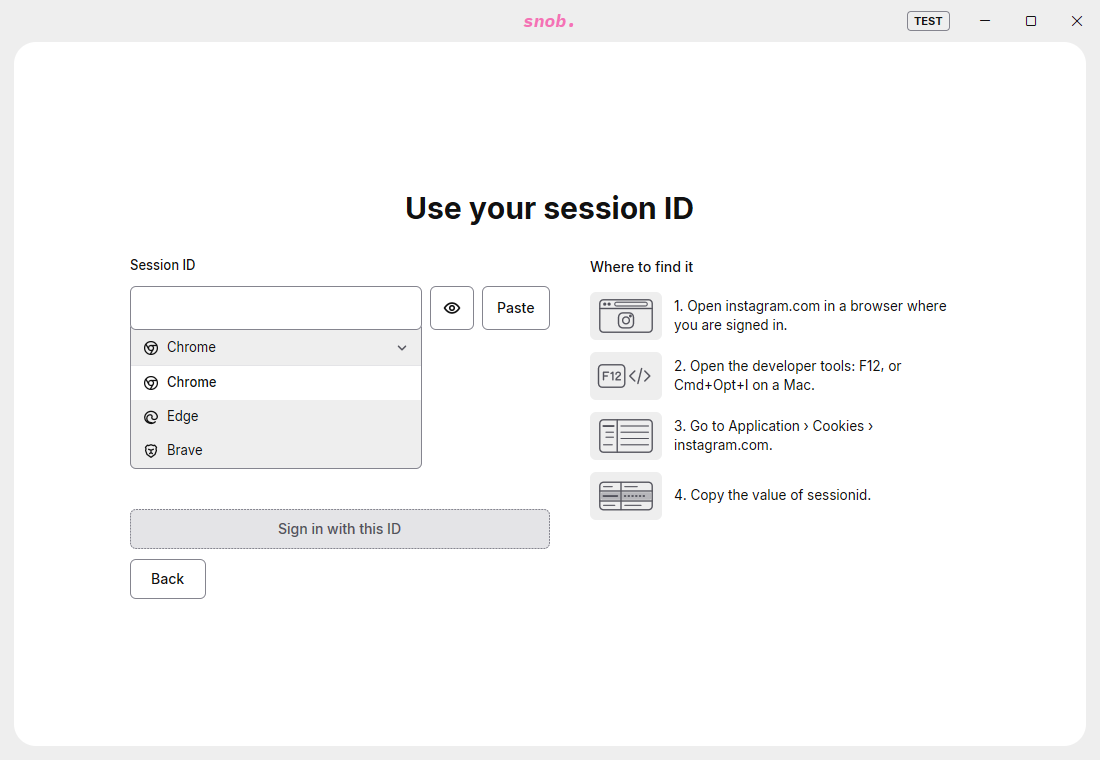 snob.
TEST
Use your session ID
Session ID
Paste
Chrome
Chrome
Edge
Brave
Sign in with this ID
Back
Where to find it
1. Open instagram.com in a browser where
you are signed in.
F12 </>
2. Open the developer tools: F12, or
Cmd+Opt+I on a Mac.
3. Go to Application › Cookies ›
instagram.com.
4. Copy the value of sessionid.